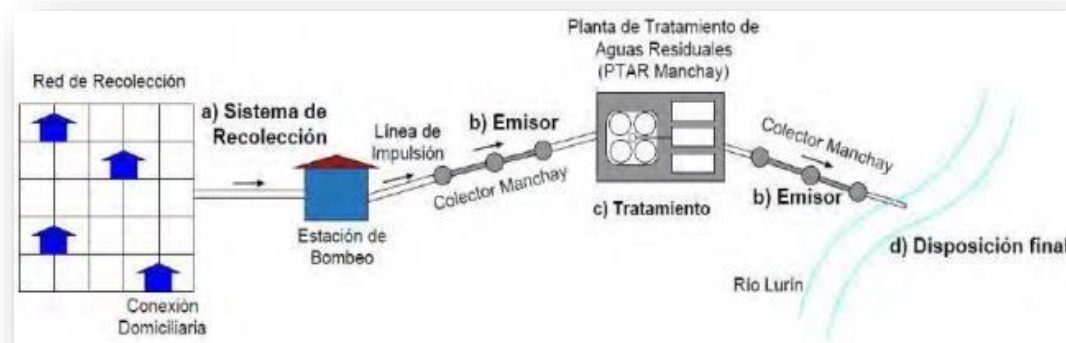 Red de Recolección
a) Sistema de
Recolección
Conexión
Domiciliaria
Estación de
Bombeo
Línea de
Impulsión
b) Emisor
Colector Manchay
Planta de Tratamiento de
Aguas Residuales
(PTAR Manchay)
c) Tratamiento
Colector Manchay
b) Emisor
Río Lurín
d) Disposición final